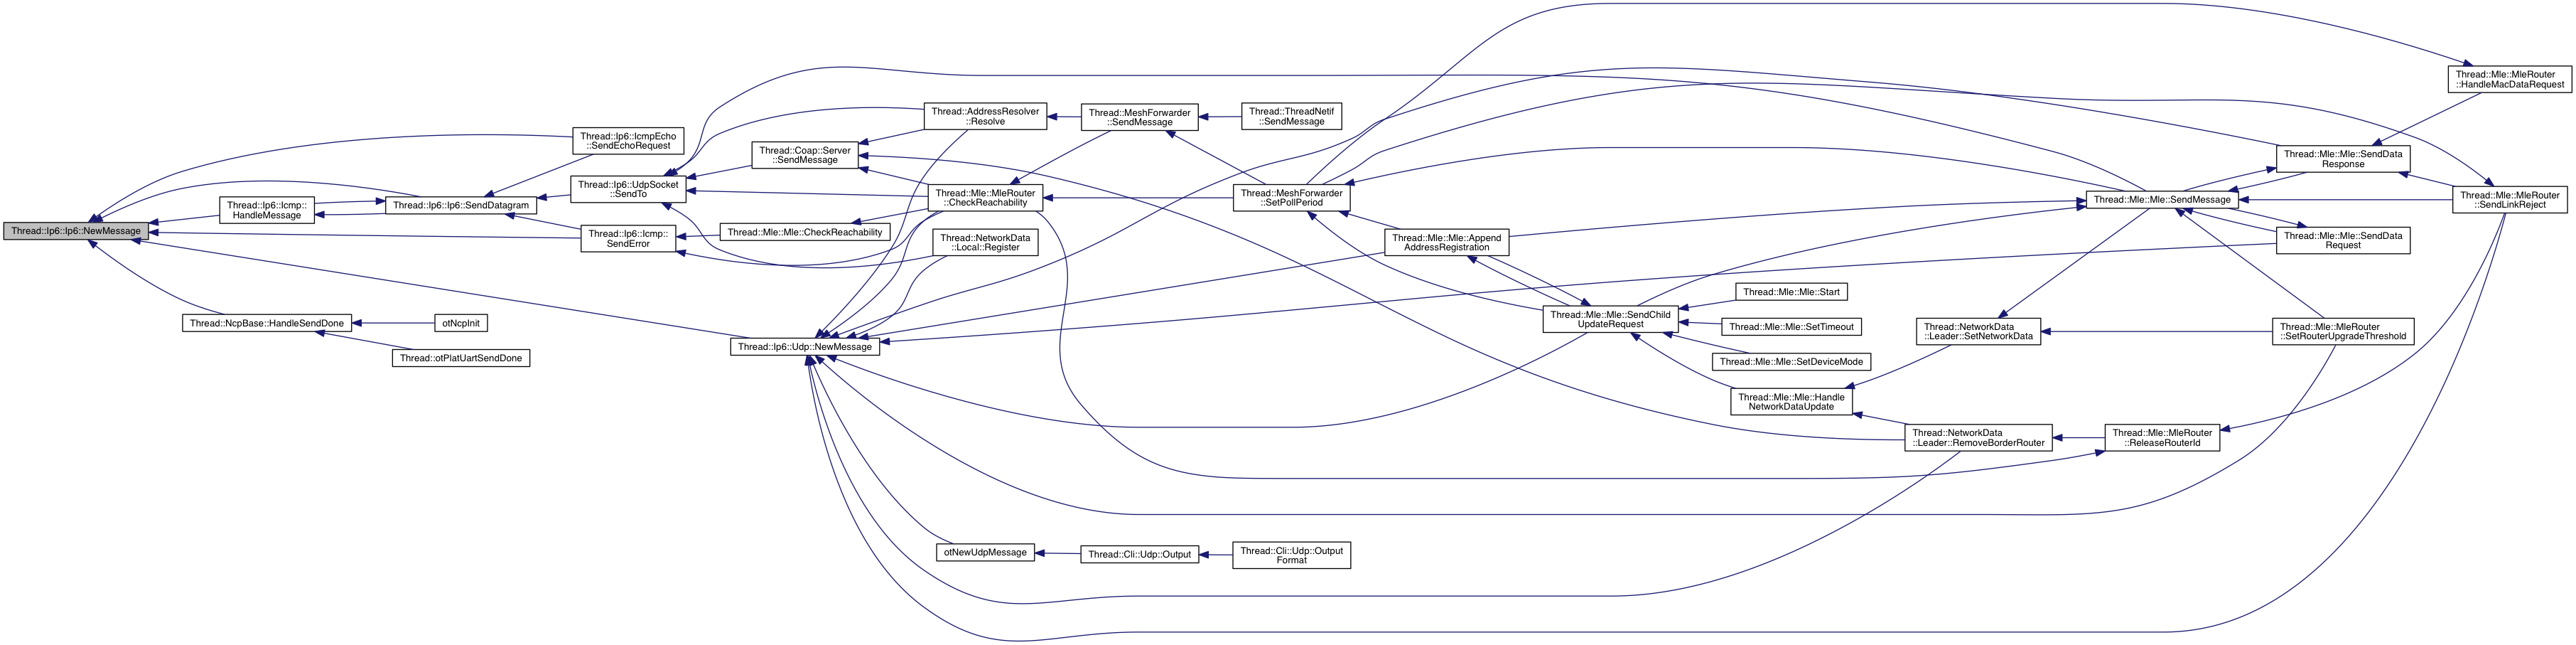 Thread::Ip6::Ip6::NewMessage
Thread::Ip6::Icmp::
HandleMessage
Thread::NcpBase::HandleSendDone
Thread::Ip6::Ip6::SendDatagram
otNcpInit
Thread::otPlatUartSendDone
Thread::Ip6::IcmpEcho
::SendEchoRequest
Thread::Ip6::UdpSocket
::SendTo
Thread::Ip6::Icmp::
SendError
Thread::Coap::Server
::SendMessage
Thread::Mle::Mle::CheckReachability
Thread::Ip6::Udp::NewMessage
Thread::AddressResolver
::Resolve
Thread::Mle::MleRouter
::CheckReachability
Thread::NetworkData
::Local::Register
otNewUdpMessage
Thread::MeshForwarder
::SendMessage
Thread::Cli::Udp::Output
Thread::ThreadNetif
::SendMessage
Thread::MeshForwarder
::SetPollPeriod
Thread::Cli::Udp::Output
Format
Thread::Mle::Mle::Append
AddressRegistration
Thread::Mle::Mle::SendChild
UpdateRequest
Thread::Mle::Mle::Start
Thread::Mle::Mle::SetTimeout
Thread::Mle::Mle::SetDeviceMode
Thread::Mle::Mle::Handle
NetworkDataUpdate
Thread::NetworkData
::Leader::SetNetworkData
Thread::NetworkData
::Leader::RemoveBorderRouter
Thread::Mle::Mle::SendMessage
Thread::Mle::MleRouter
::ReleaseRouterId
Thread::Mle::Mle::SendData
Response
Thread::Mle::Mle::SendData
Request
Thread::Mle::MleRouter
::SetRouterUpgradeThreshold
Thread::Mle::MleRouter
::HandleMacDataRequest
Thread::Mle::MleRouter
::SendLinkReject